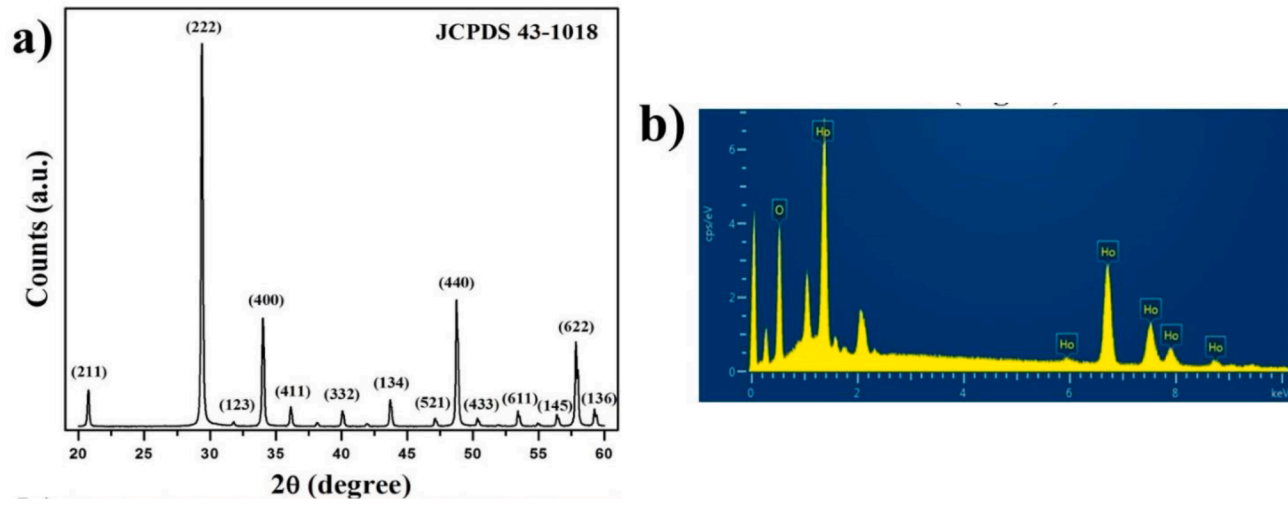 a)
JCPDS 43-1018
(222)
(400)
(440)
(622)
(211)
(123)
(411)
(332)
(134)
(521)
(433)
(611)
(145)
(136)
Counts (a.u.)
20 25 30 35 40 45 50 55 60
2θ (degree)
b)
Ho
O
Ho
Ho
Ho
Ho
Ho
cps/eV
6
4
2
0
0 2 4 6 8 keV